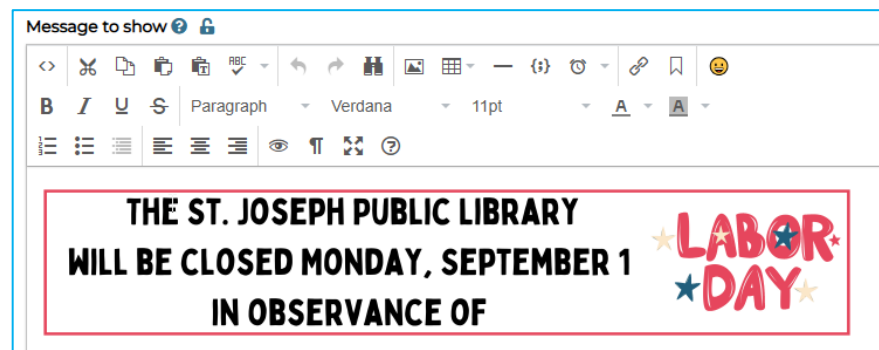 Message to show
ABC
B I U S Paragraph Verdana 11pt A A
THE ST. JOSEPH PUBLIC LIBRARY
WILL BE CLOSED MONDAY, SEPTEMBER 1
IN OBSERVANCE OF
LABOR
DAY